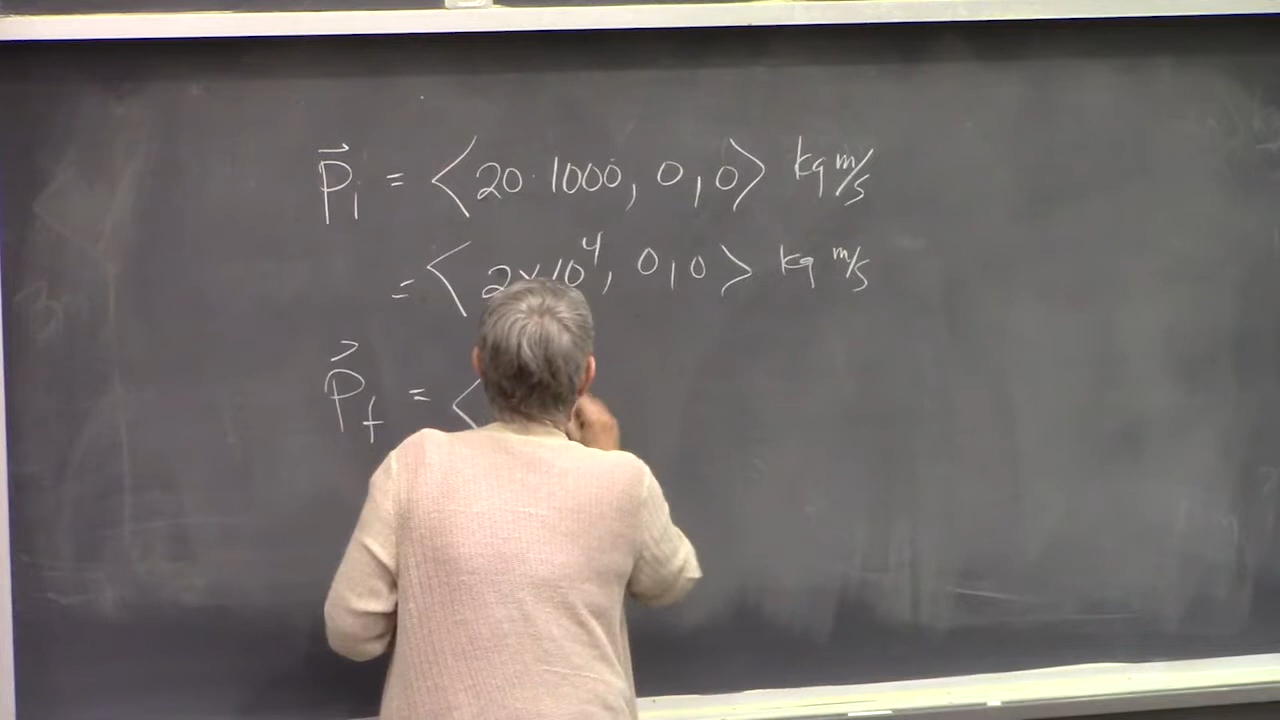 P⃗i = <20·1000, 0, 0> kg m/s
= <2×10⁴, 0, 0> kg m/s
P⃗f = <